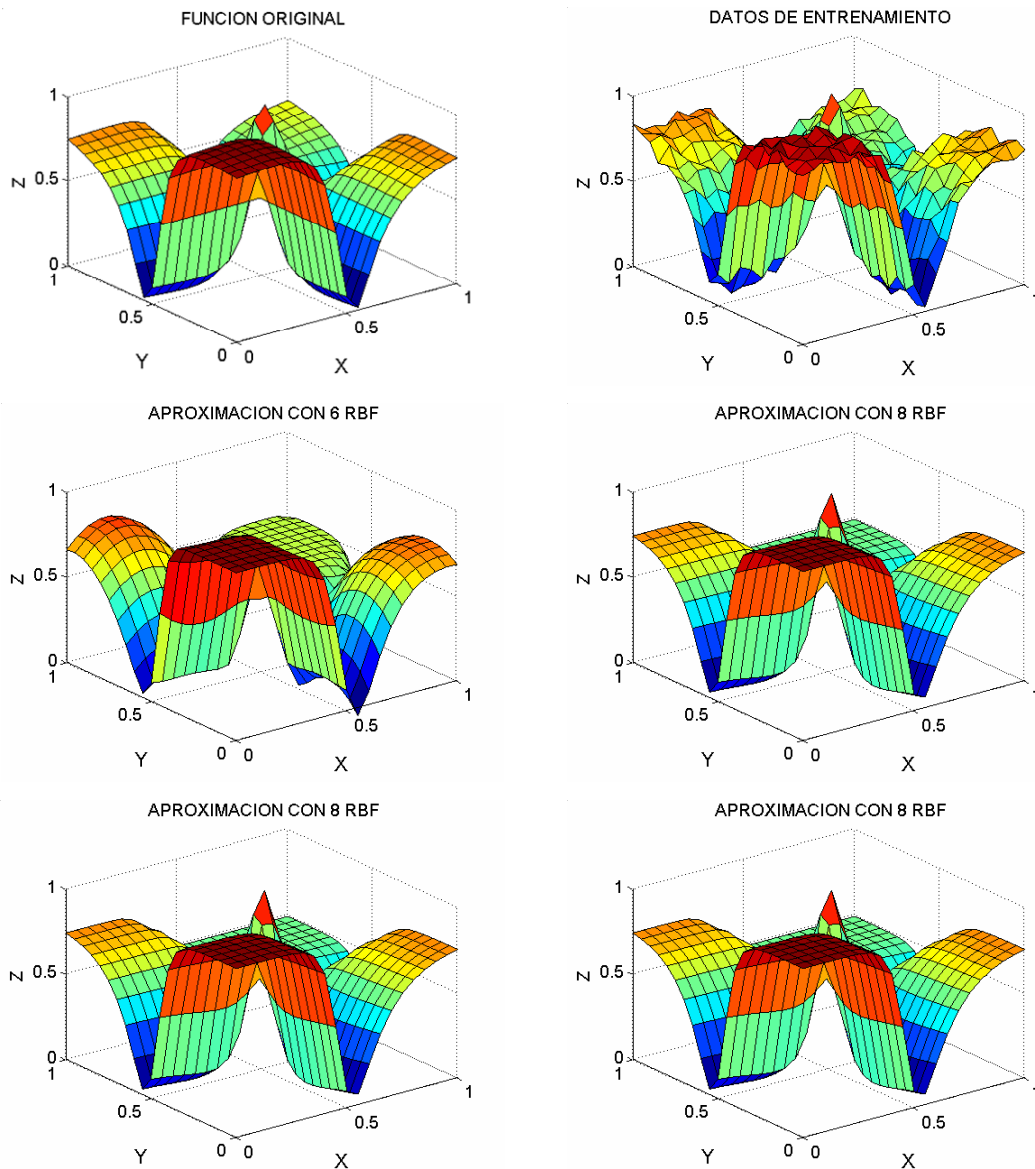 FUNCION ORIGINAL
1
Z 0.5
0
1
0.5
Y
0 0
0.5
X
1
DATOS DE ENTRENAMIENTO
1
Z 0.5
0
1
0.5
Y
0 0
0.5
X
APROXIMACION CON 6 RBF
1
Z 0.5
0
1
0.5
Y
0 0
0.5
X
1
APROXIMACION CON 8 RBF
1
Z 0.5
0
1
0.5
Y
0 0
0.5
X
APROXIMACION CON 8 RBF
1
Z 0.5
0
1
0.5
Y
0 0
0.5
X
1
APROXIMACION CON 8 RBF
1
Z 0.5
0
1
0.5
Y
0 0
0.5
X